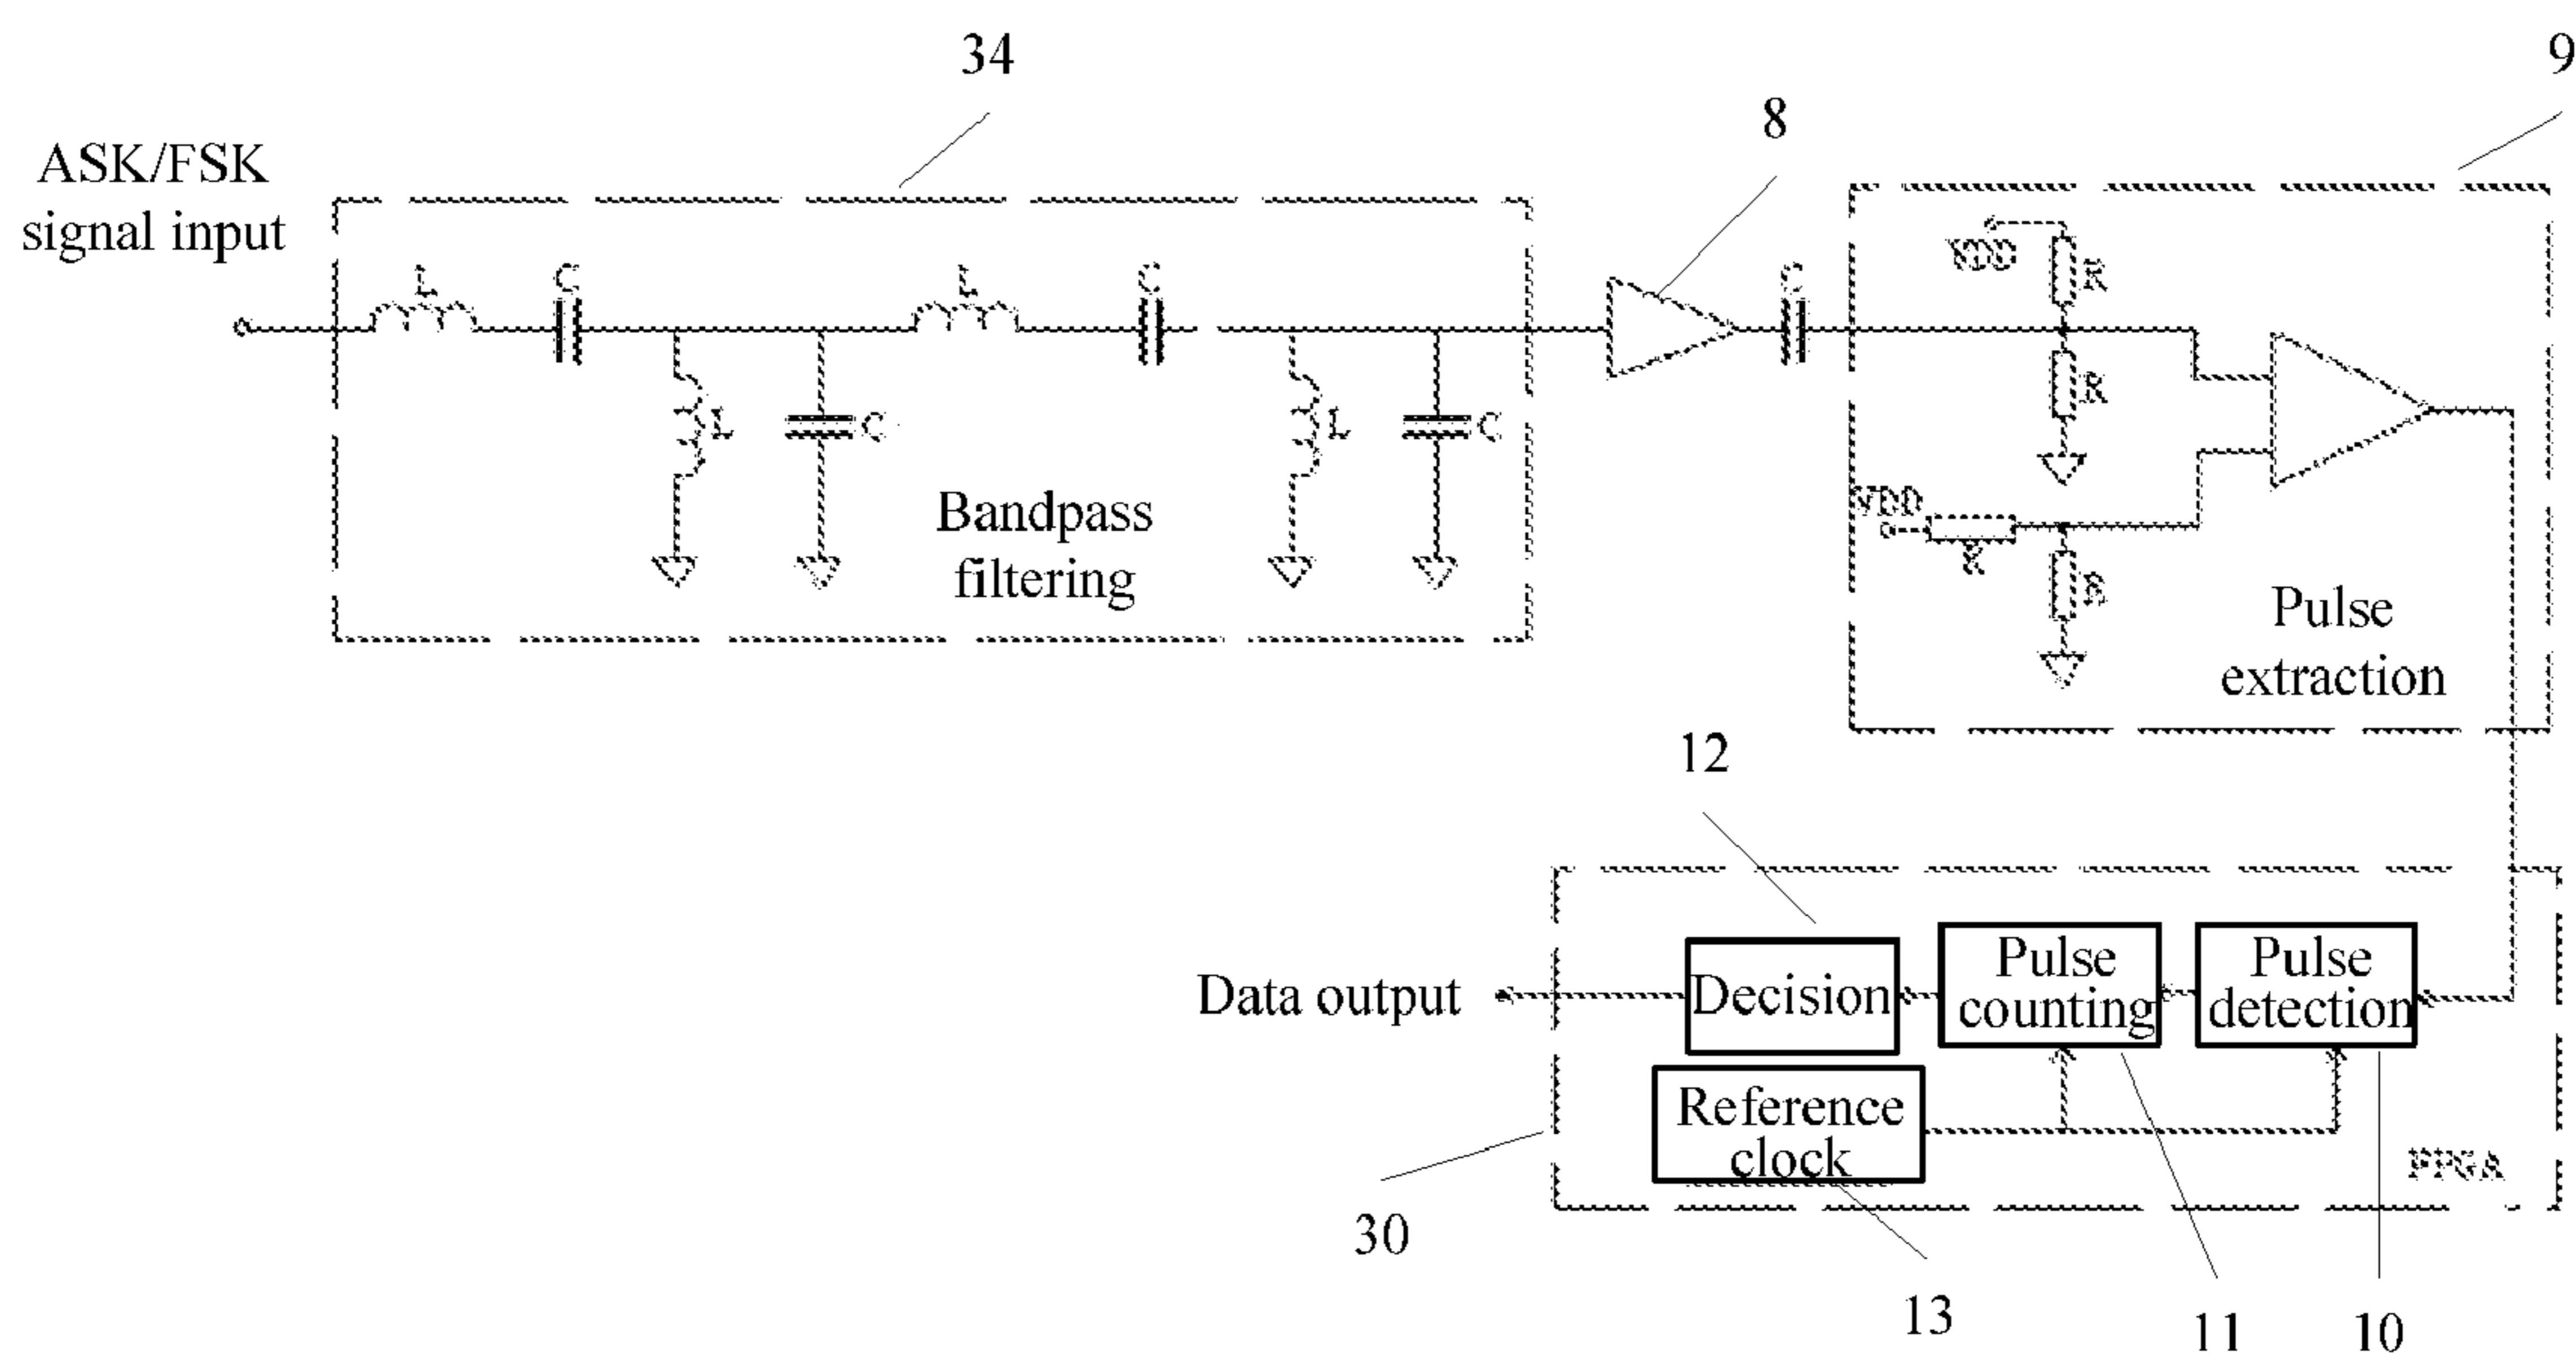 34
9
8
ASK/FSK
signal input
L
C
L
C
C
VDD
R
R
L
C
L
C
VDD
R
R
Bandpass
filtering
Pulse
extraction
12
Data output
Decision
Pulse
counting
Pulse
detection
Reference
clock
FPGA
30
13
11
10